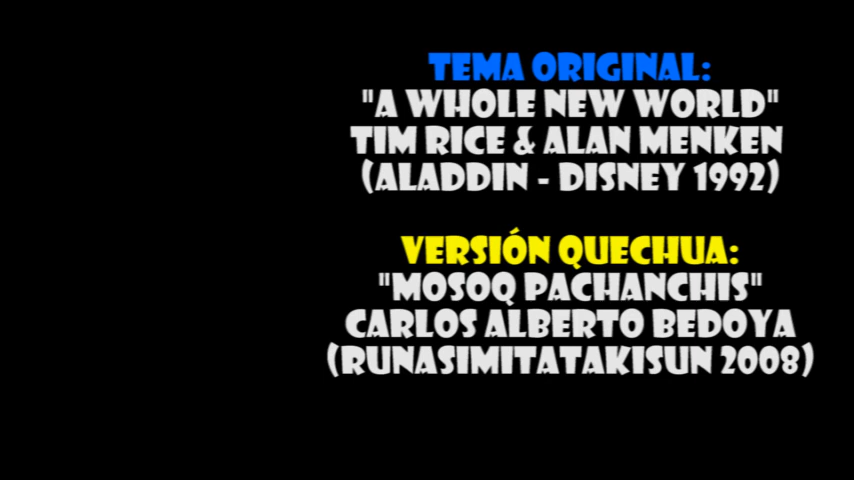 TEMA ORIGINAL:
"A WHOLE NEW WORLD"
TIM RICE & ALAN MENKEN
(ALADDIN - DISNEY 1992)
VERSIÓN QUECHUA:
"MOSOQ PACHANCHIS"
CARLOS ALBERTO BEDOYA
(RUNASIMITATAKISUN 2008)